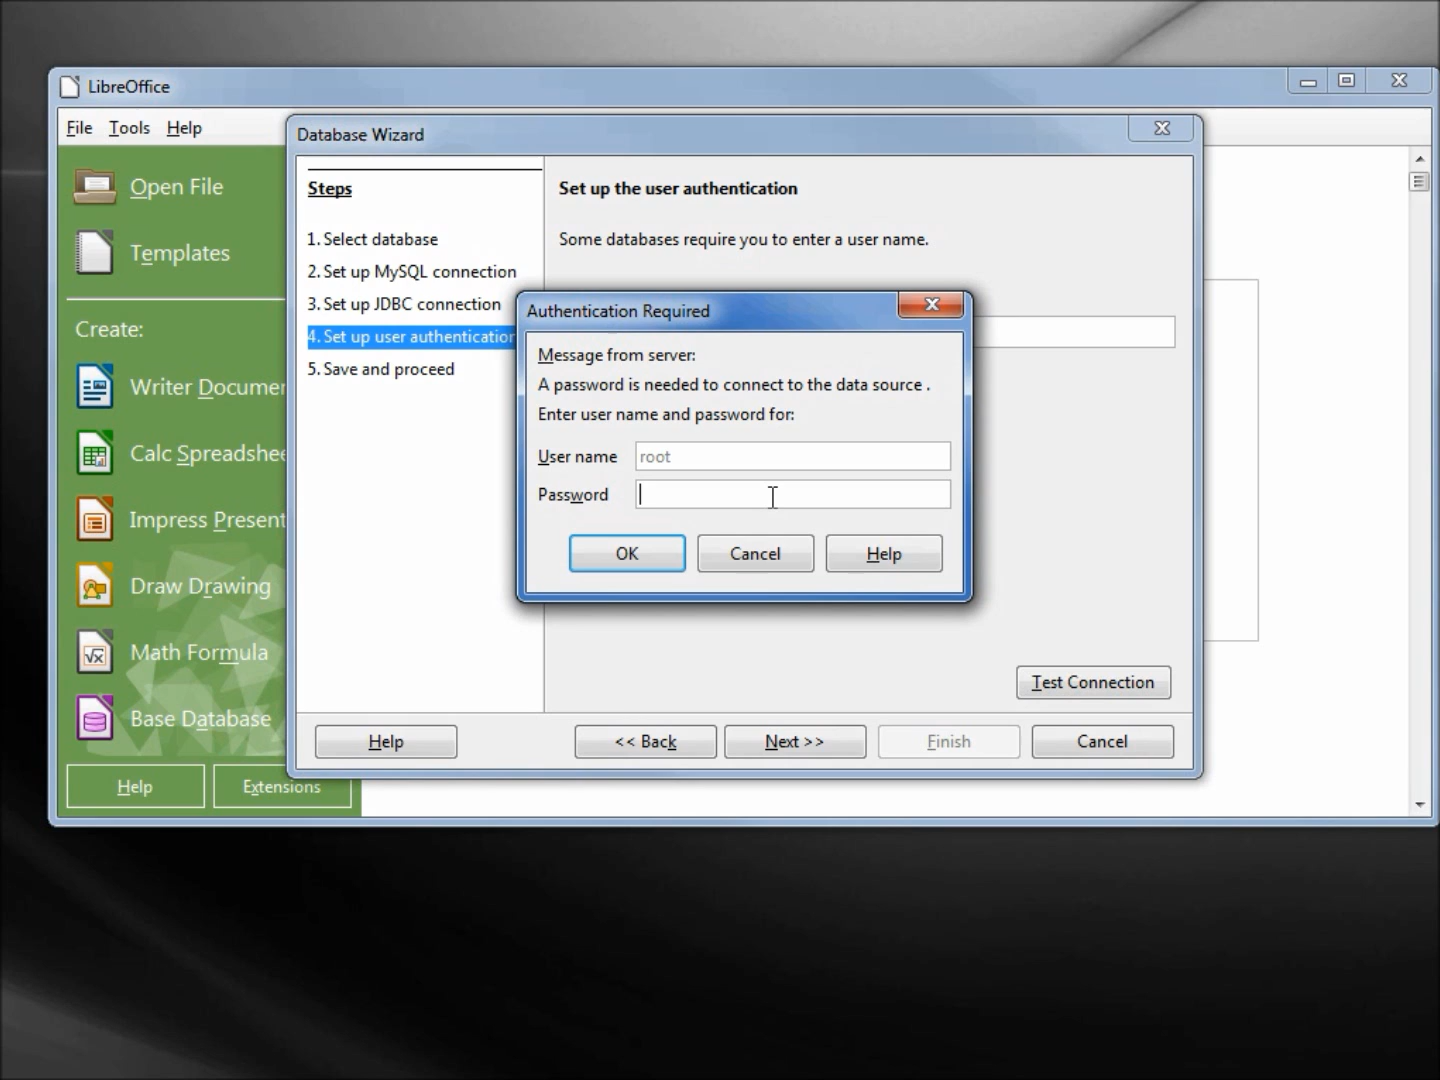 LibreOffice
File Tools Help
Open File
Templates
Create:
Writer Documen
Calc Spreadshee
Impress Present
Draw Drawing
Math Formula
Base Database
Help Extensions
Database Wizard
Steps
1. Select database
2. Set up MySQL connection
3. Set up JDBC connection
4. Set up user authentication
5. Save and proceed
Set up the user authentication
Some databases require you to enter a user name.
Authentication Required
Message from server:
A password is needed to connect to the data source .
Enter user name and password for:
User name root
Password
OK Cancel Help
Test Connection
Help << Back Next >> Finish Cancel